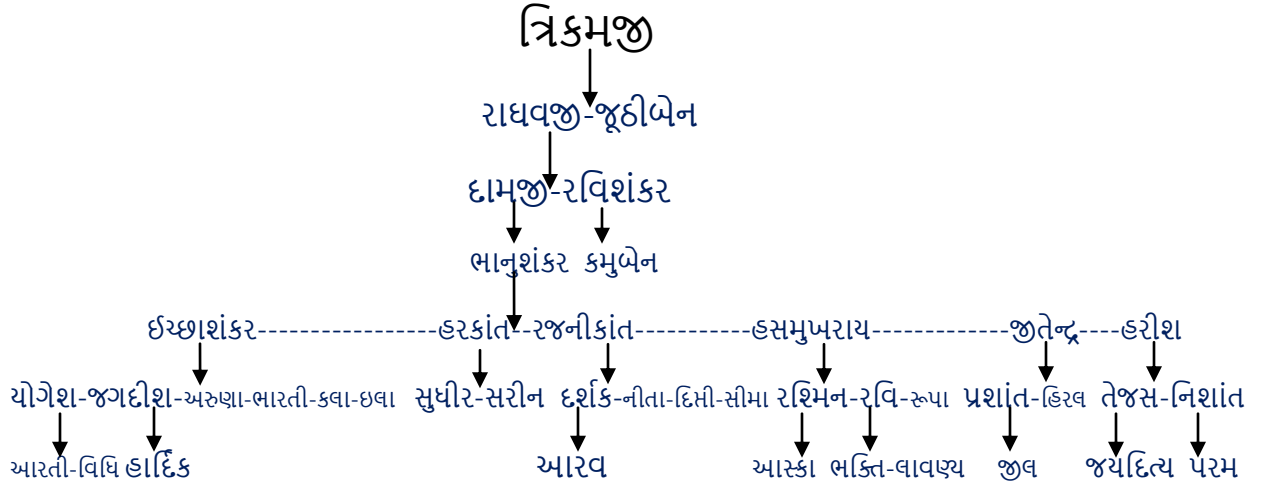 ત્રિકમજી
રાઘવજી-જૂઠીબેન
દામજી-રવિશંકર
ભાનુશંકર કમુબેન
ઈચ્છાશંકર-----------------હરકાંત--રજનીકાંત-----------હસમુખરાય-------------જીતેન્દ્ર----હરીશ
યોગેશ-જગદીશ-અરુણા-ભારતી-કલા-ઇલા સુધીર-સરીન દર્શક-નીતા-દિપ્તી-સીમા રશ્મિન-રવિ-રૂપા પ્રશાંત-હિરલ તેજસ-નિશાંત
આરતી-વિધિ હાર્દિક આરવ આસ્કા ભક્તિ-લાવણ્ય જીલ જયદિત્ય પરમ